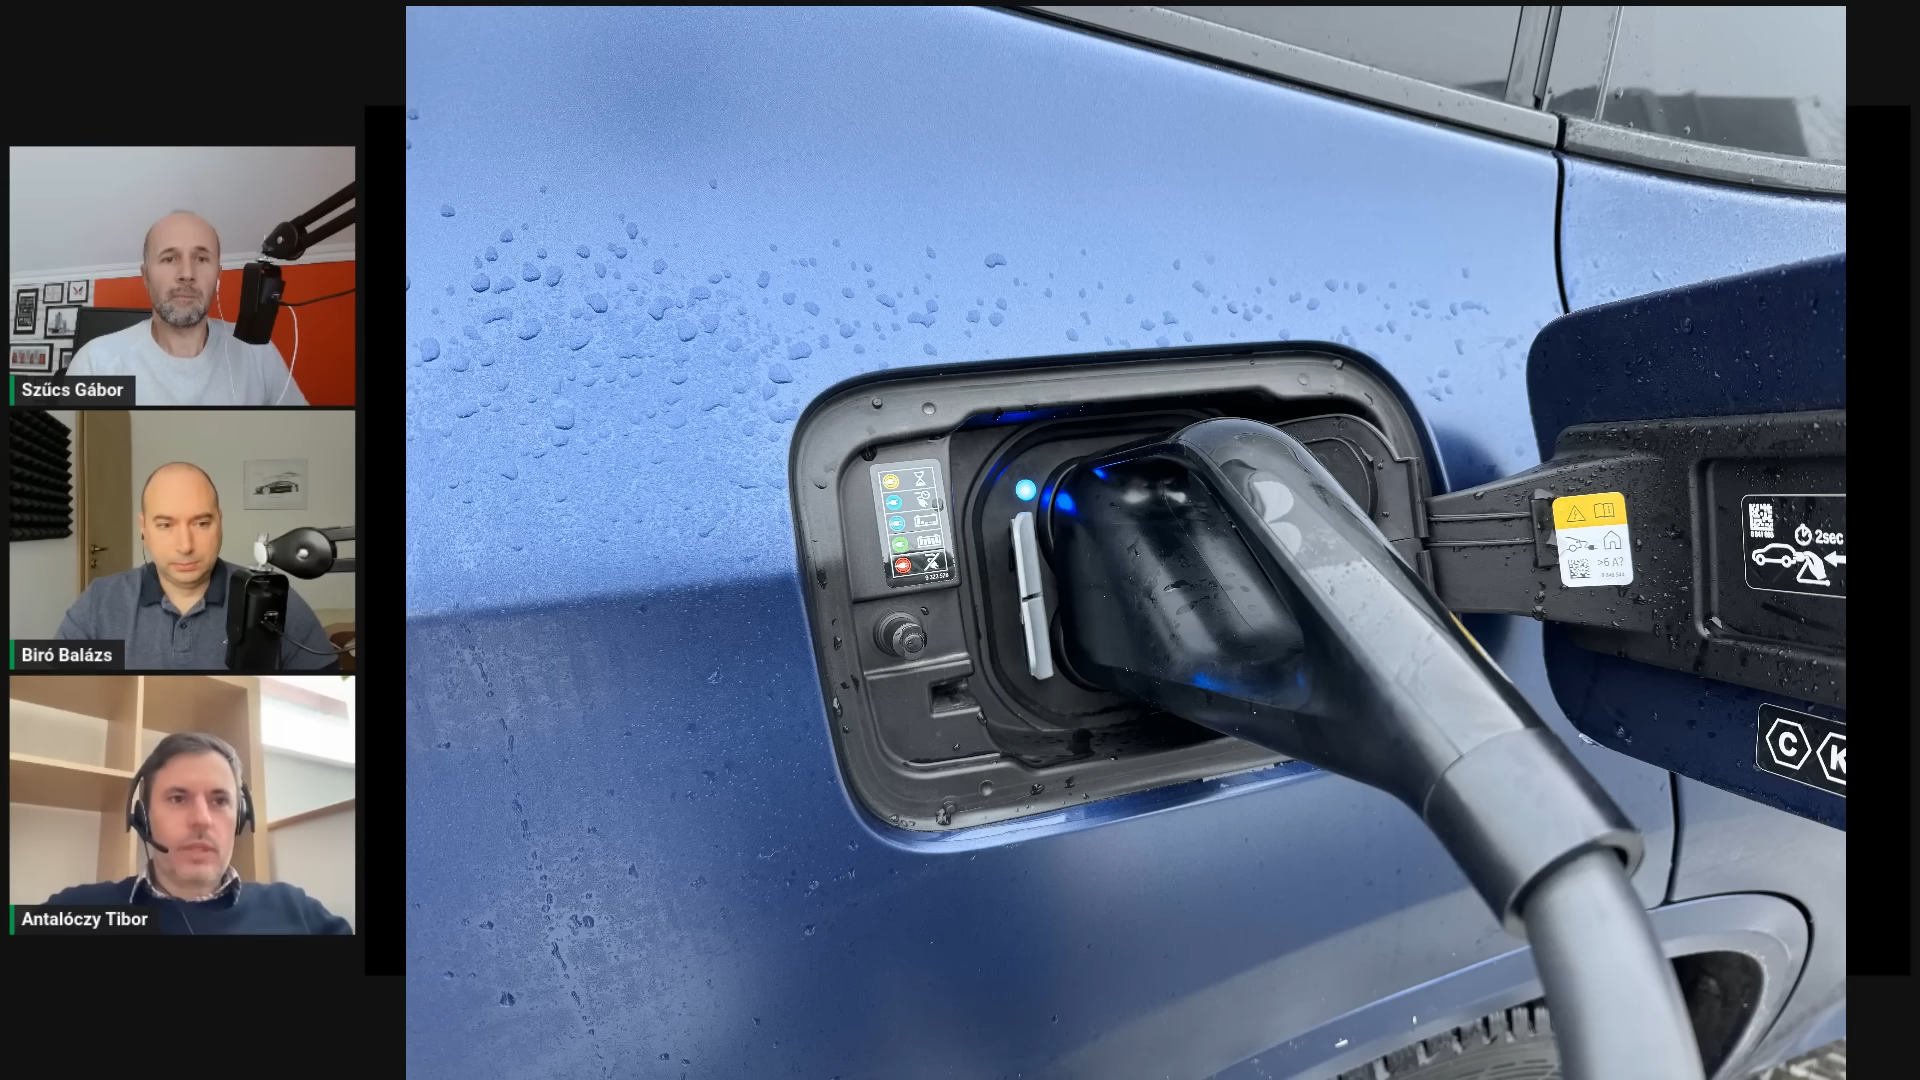 Szűcs Gábor
Biró Balázs
Antalóczy Tibor
>6 A?
2sec
C
K